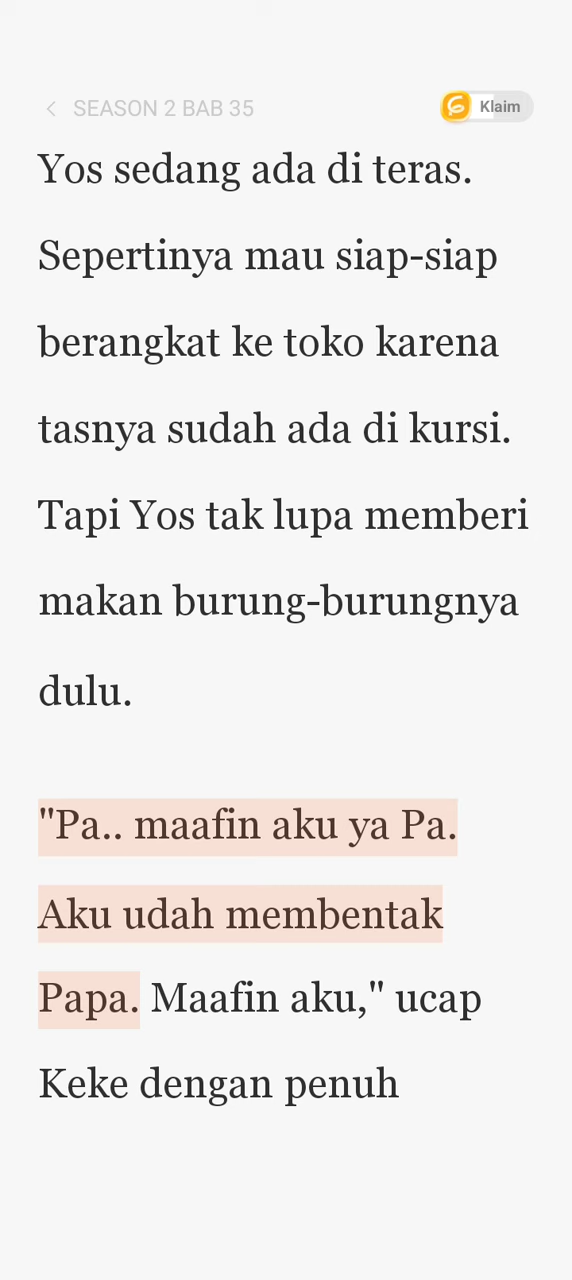 SEASON 2 BAB 35
Klaim
Yos sedang ada di teras.
Sepertinya mau siap-siap
berangkat ke toko karena
tasnya sudah ada di kursi.
Tapi Yos tak lupa memberi
makan burung-burungnya
dulu.
"Pa.. maafin aku ya Pa.
Aku udah membentak
Papa. Maafin aku," ucap
Keke dengan penuh